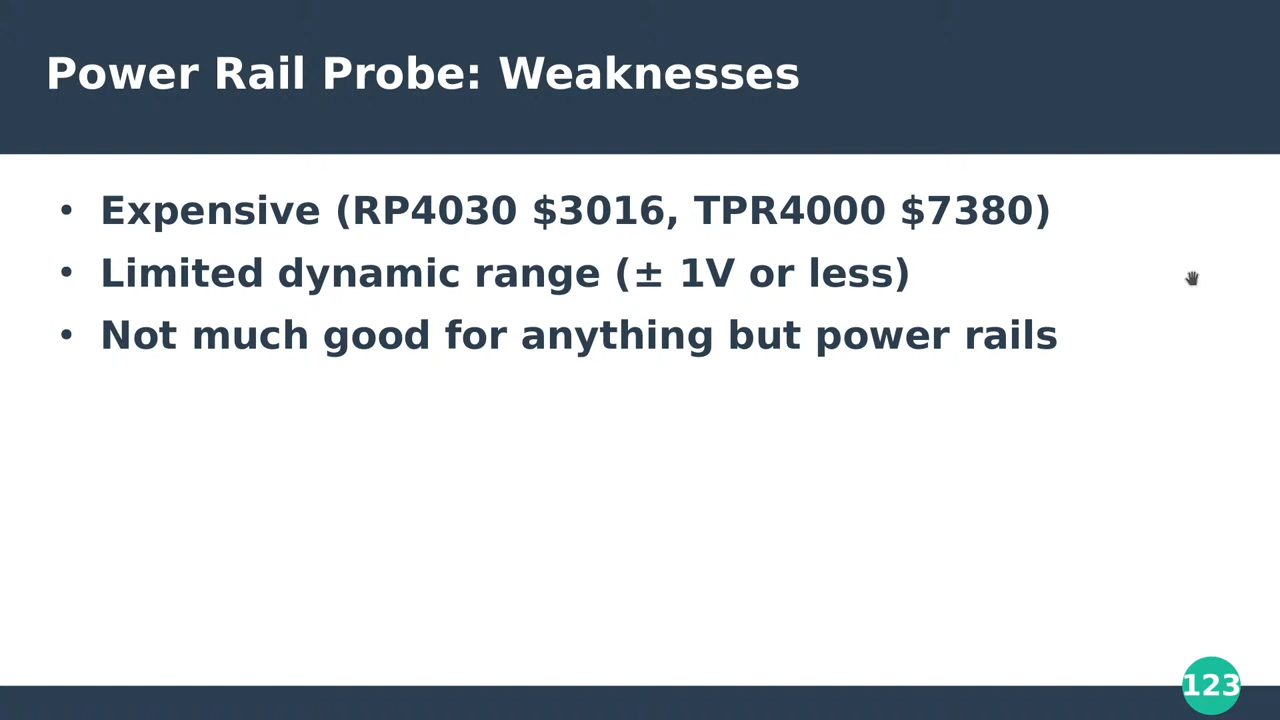 Power Rail Probe: Weaknesses
• Expensive (RP4030 $3016, TPR4000 $7380)
• Limited dynamic range (± 1V or less)
• Not much good for anything but power rails
123